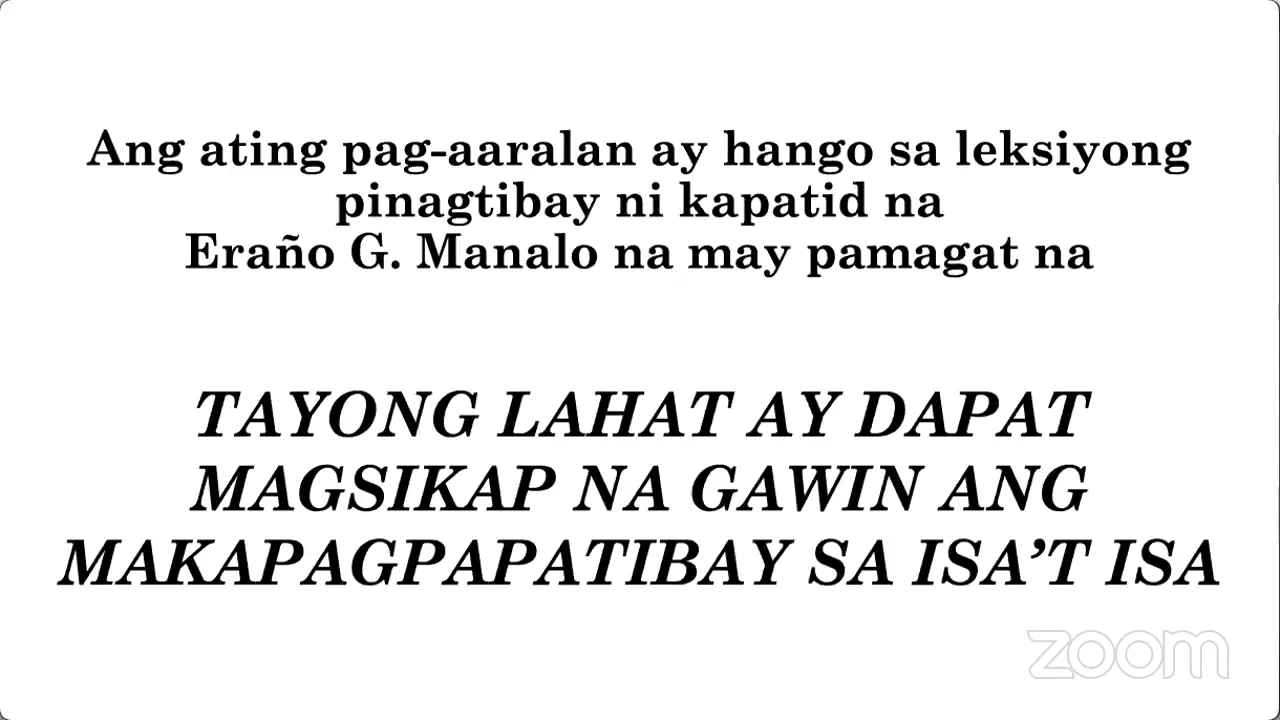 Ang ating pag-aaralan ay hango sa leksiyong
pinagtibay ni kapatid na
Eraño G. Manalo na may pamagat na
TAYONG LAHAT AY DAPAT
MAGSIKAP NA GAWIN ANG
MAKAPAGPAPATIBAY SA ISA’T ISA
zoom